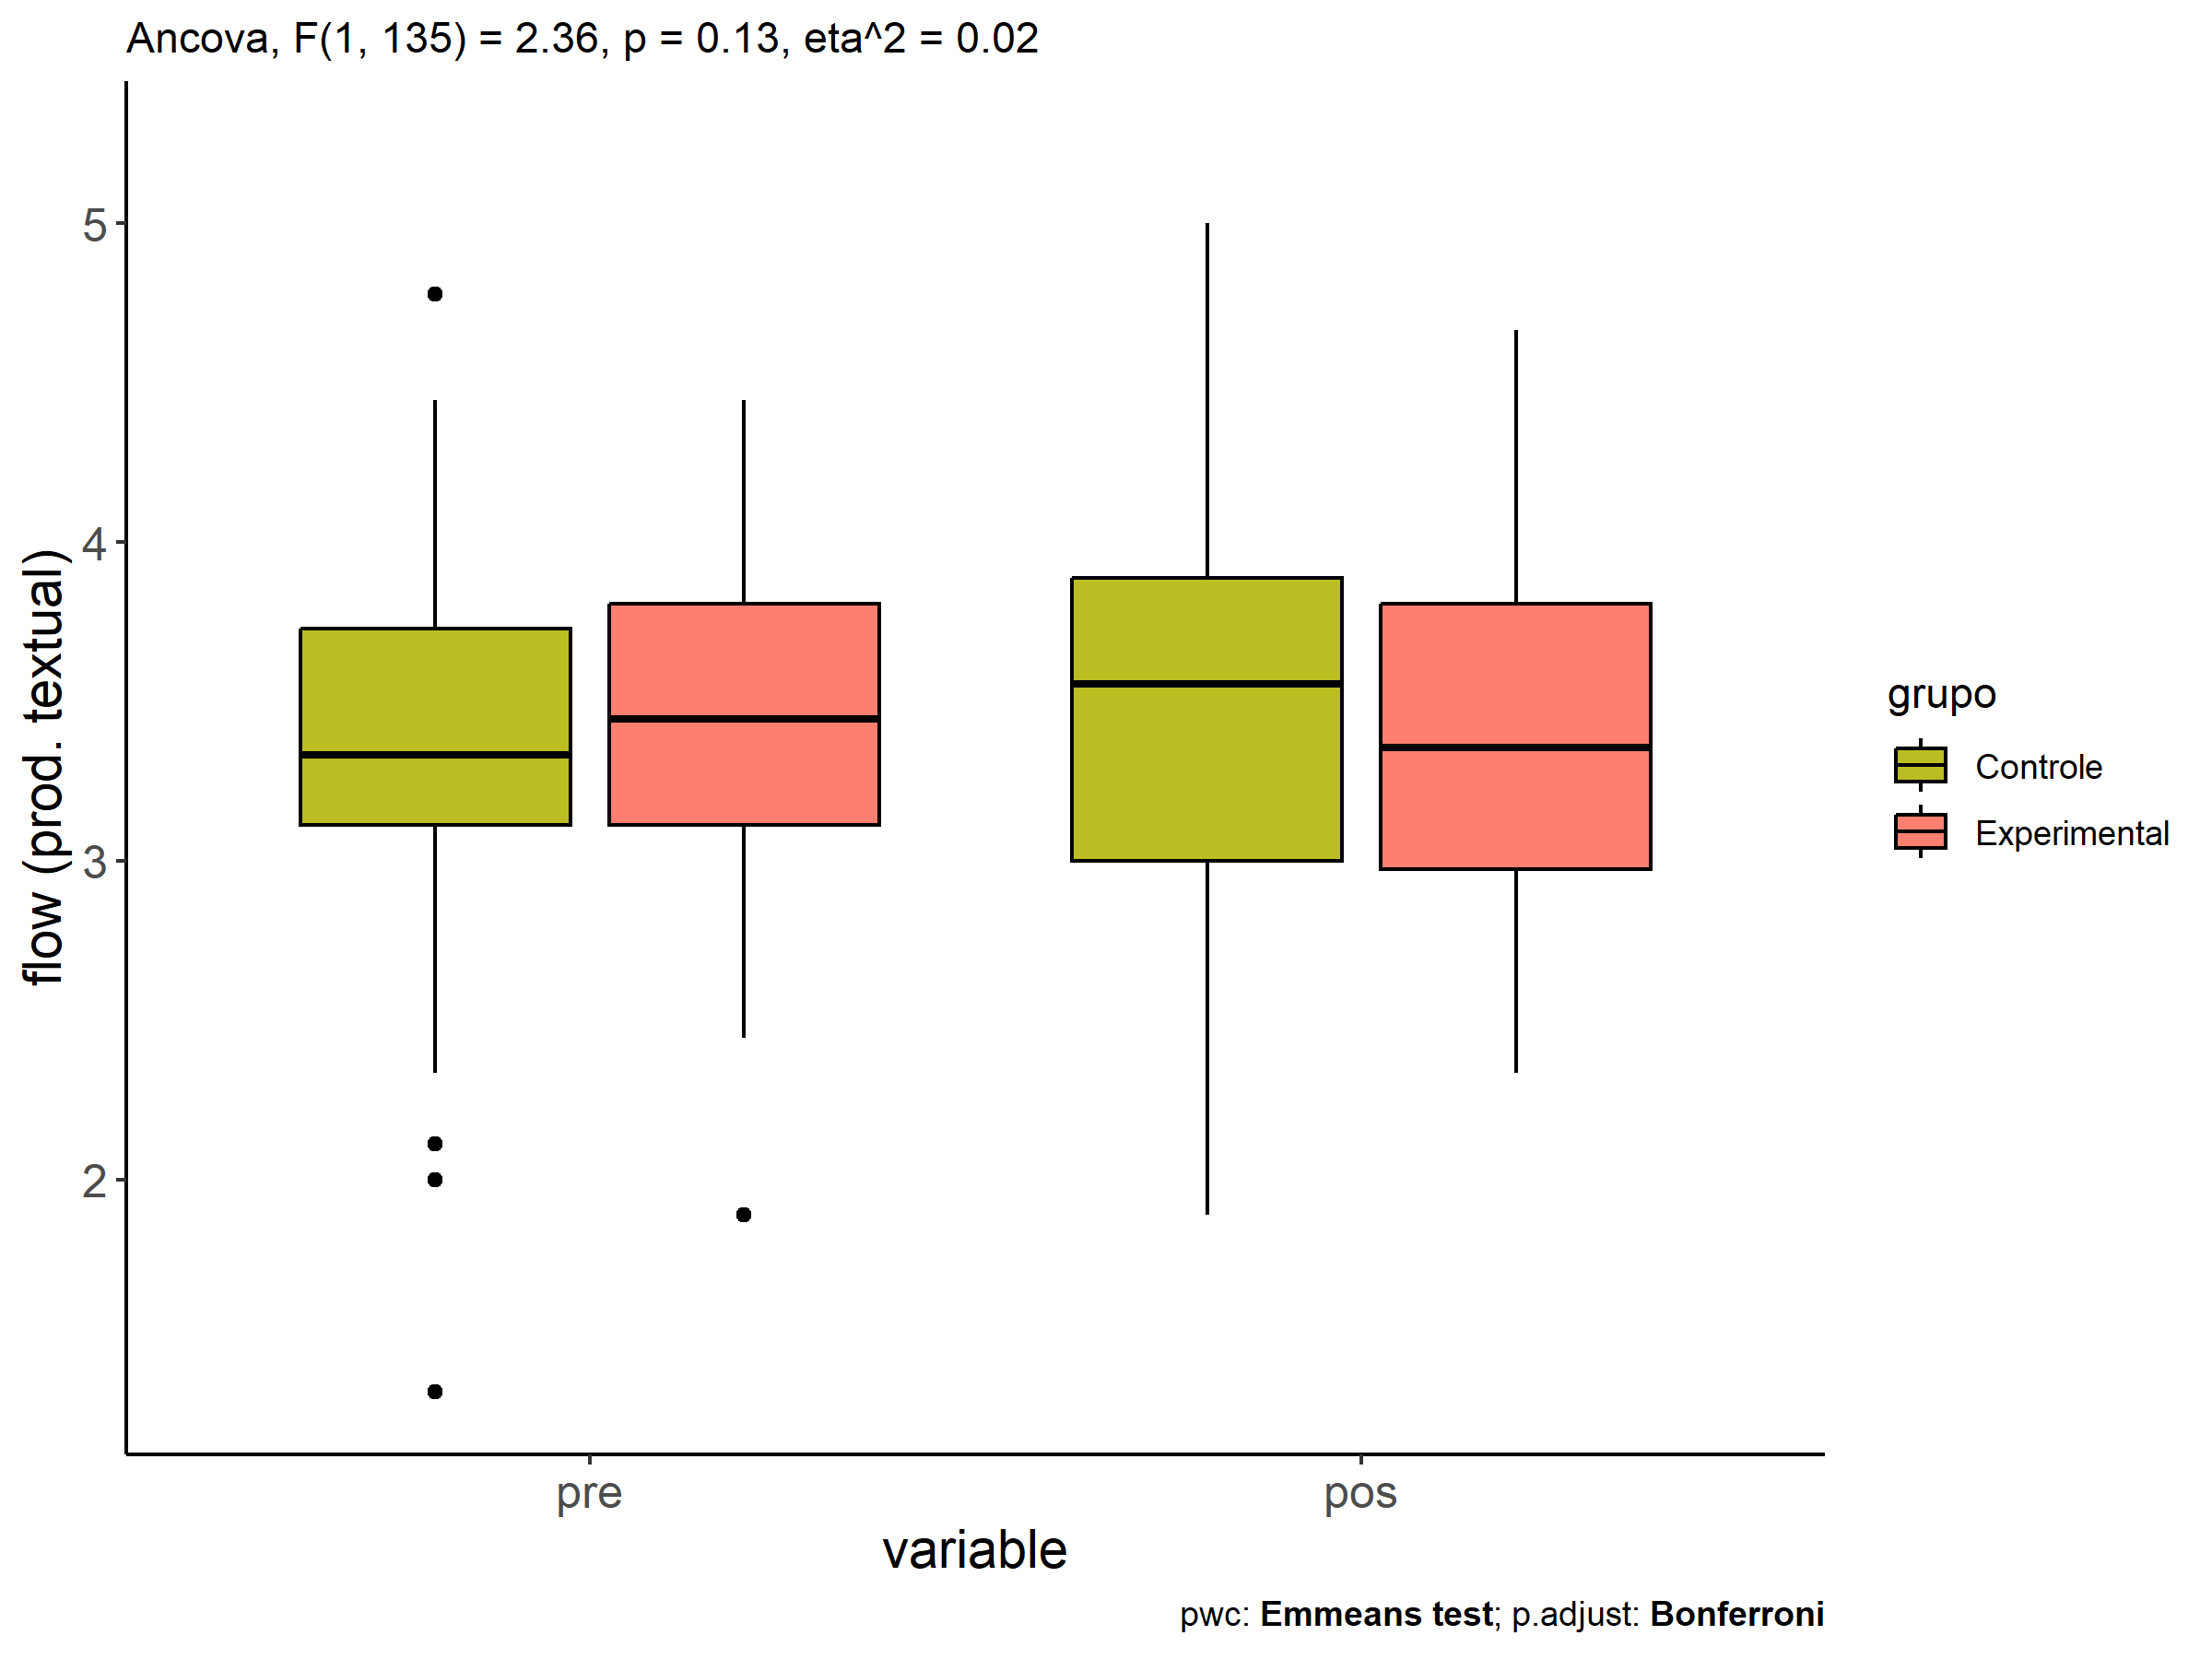 Ancova, F(1, 135) = 2.36, p = 0.13, eta^2 = 0.02
flow (prod. textual)
5
4
3
2
pre
pos
variable
grupo
Controle
Experimental
pwc: Emmeans test; p.adjust: Bonferroni